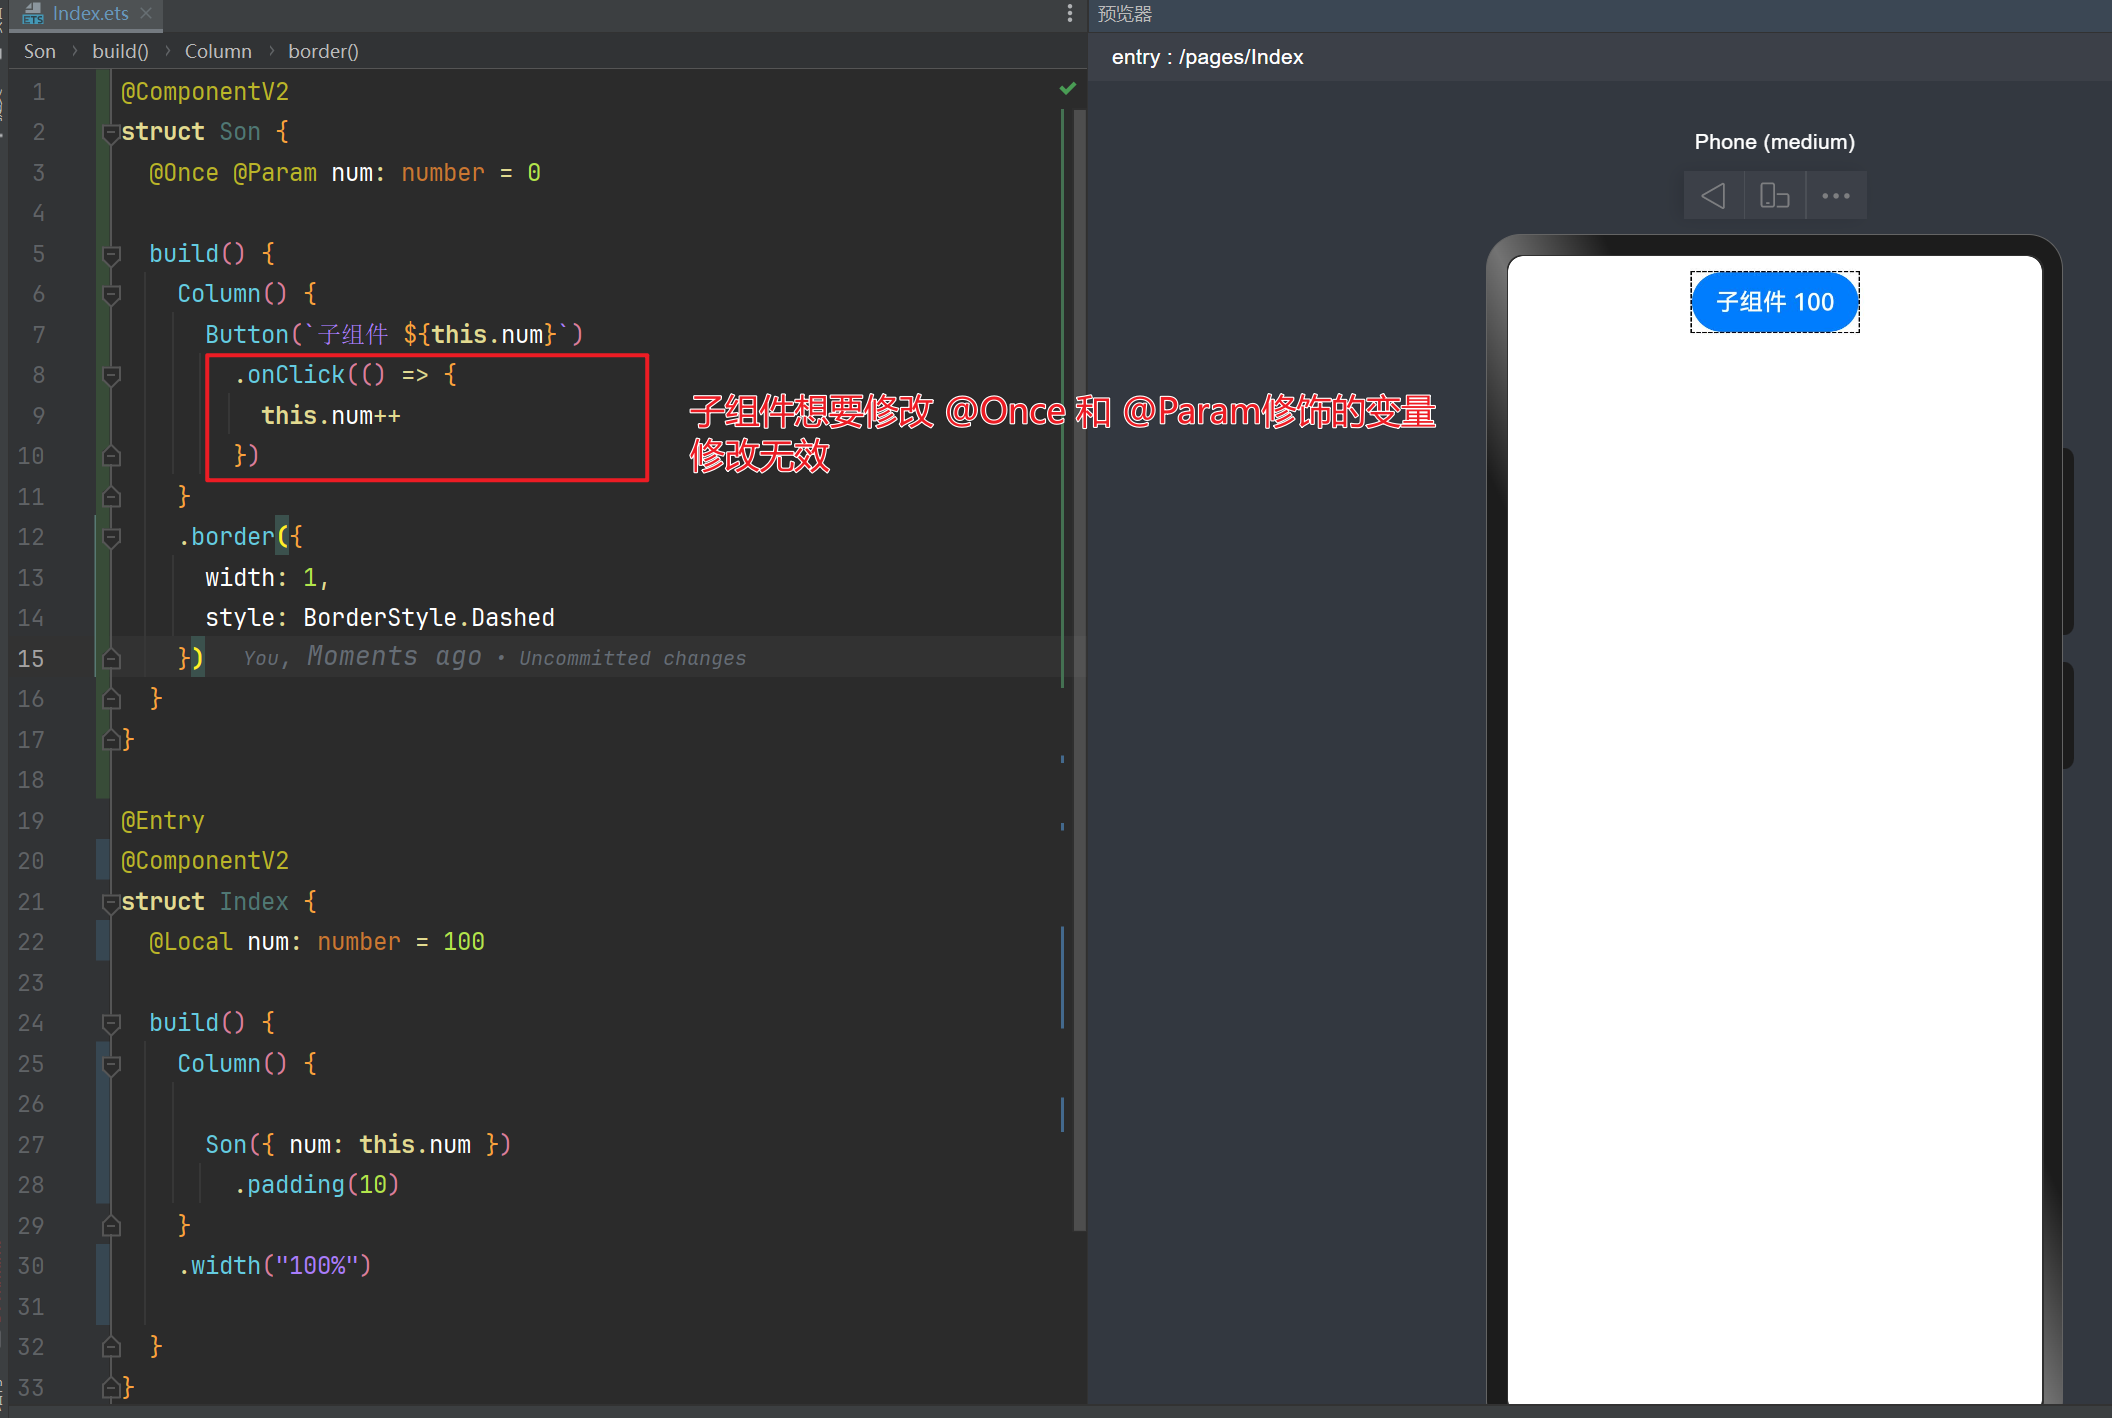 Index.ets
预览器
Son > build() > Column > border()
entry : /pages/Index
Phone (medium)
子组件 100
1 @ComponentV2
2 struct Son {
3 @Once @Param num: number = 0
4
5 build() {
6 Column() {
7 Button(`子组件 ${this.num}`)
8 .onClick(() => {
9 this.num++
10 })
11 }
12 .border({
13 width: 1,
14 style: BorderStyle.Dashed
15 }) You, Moments ago • Uncommitted changes
16 }
17 }
18
19 @Entry
20 @ComponentV2
21 struct Index {
22 @Local num: number = 100
23
24 build() {
25 Column() {
26
27 Son({ num: this.num })
28 .padding(10)
29 }
30 .width("100%")
31
32 }
33 }
子组件想要修改 @Once 和 @Param修饰的变量
修改无效